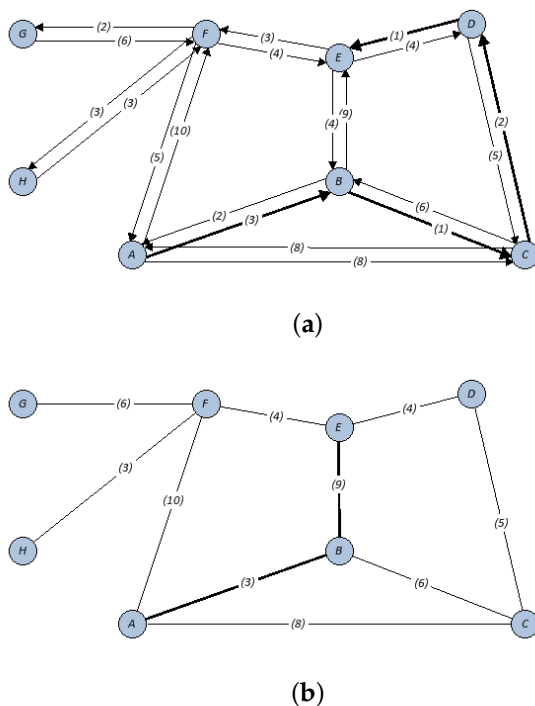 D
G
(2)
F
(1)
(3)
(6)
(4)
(4)
E
(2)
(3)
(3)
(4)
(9)
(10)
(5)
(5)
H
B
(6)
(2)
(3)
(1)
A
(8)
C
(8)
(a)
D
G
(6)
F
(4)
(4)
E
(3)
(9)
(10)
(5)
H
B
(3)
(6)
A
(8)
C
(b)